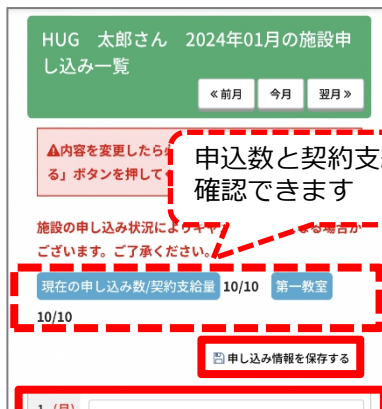 HUG 太郎さん 2024年01月の施設申
し込み一覧
«前月 今月 翌月»
▲内容を変更したら
る」ボタンを押して
申込数と契約支
確認できます
施設の申し込み状況により
なる場合が
ございます。ご了承ください。
現在の申し込み数/契約支給量 10/10 第一教室
10/10
申し込み情報を保存する
1 (月)